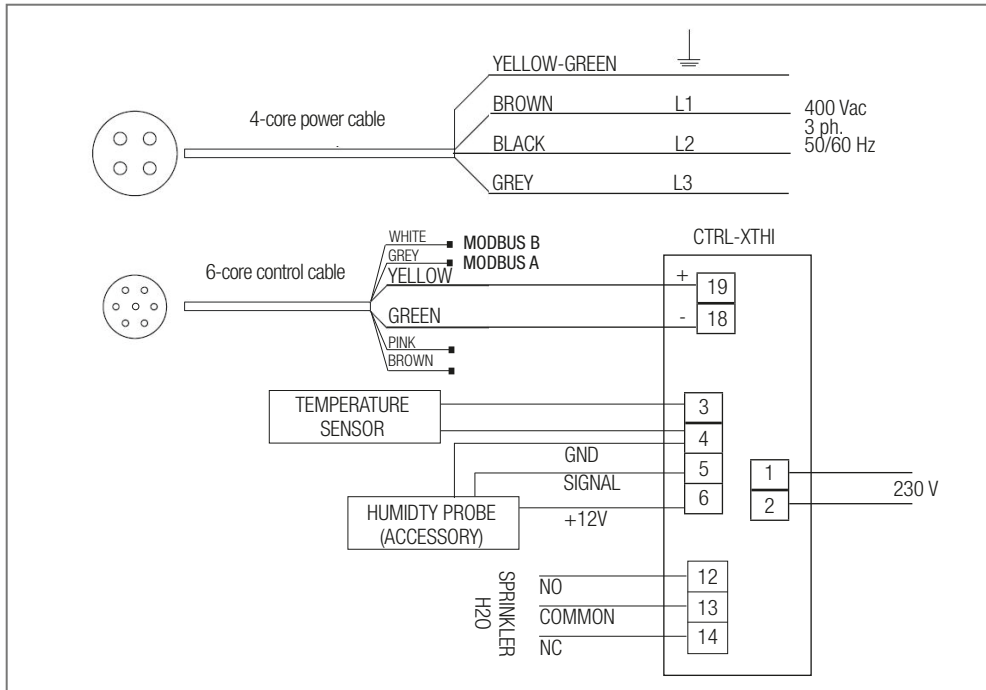 YELLOW-GREEN
4-core power cable
BROWN L1
BLACK L2
GREY L3
400 Vac
3 ph.
50/60 Hz
CTRL-XTHI
6-core control cable
WHITE MODBUS B
GREY MODBUS A
YELLOW + 19
GREEN - 18
PINK
BROWN
TEMPERATURE
SENSOR
3
4
GND
5
SIGNAL
6
+12V
HUMIDTY PROBE
(ACCESSORY)
1
2
230 V
SPRINKLER
H20
NO 12
COMMON 13
NC 14